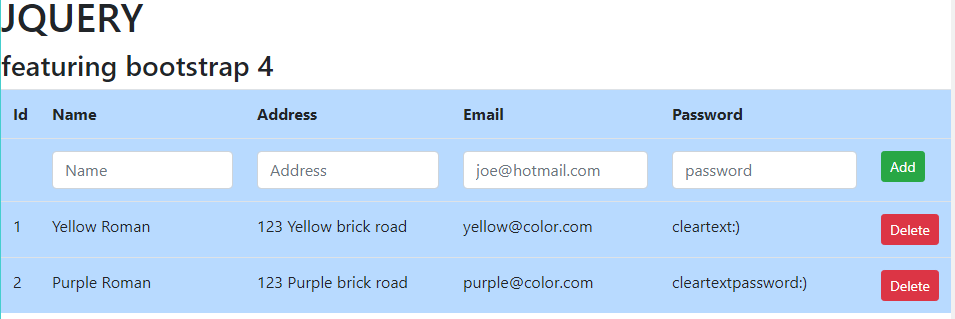 JQUERY
featuring bootstrap 4
Id Name Address Email Password
Name Address joe@hotmail.com password Add
1 Yellow Roman 123 Yellow brick road yellow@color.com cleartext:) Delete
2 Purple Roman 123 Purple brick road purple@color.com cleartextpassword:) Delete